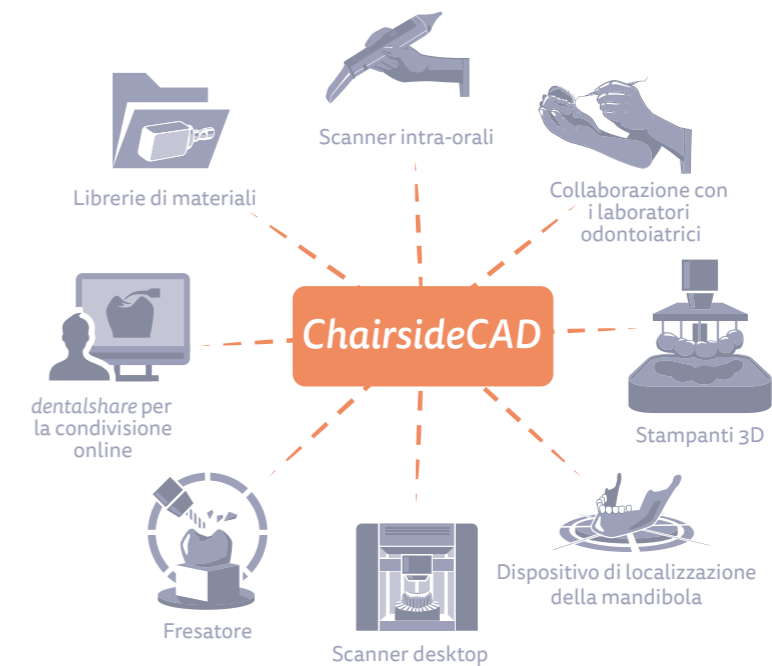 Scanner intra-orali
Librerie di materiali
Collaborazione con
i laboratori
odontoiatrici
ChairsideCAD
dentalshare per
la condivisione
online
Stampanti 3D
Dispositivo di localizzazione
della mandibola
Fresatore
Scanner desktop